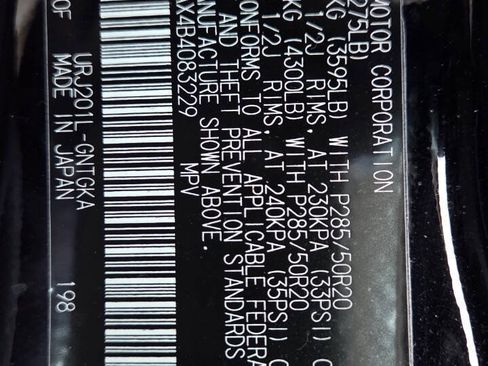 MOTOR CORPORATION
275LB)
KG (3595LB) WITH P285/50R20
1/2J RIMS, AT 230KPA (33PSI) C
KG (4300LB) WITH P285/50R20
1/2J RIMS, AT 240KPA (35PSI) C
ONFORMS TO ALL APPLICABLE FEDERA
AND THEFT PREVENTION STANDARDS
NUFACTURE SHOWN ABOVE.
X4B4083229 MPV
URJ201L-GNTGKA 198
OF MADE IN JAPAN